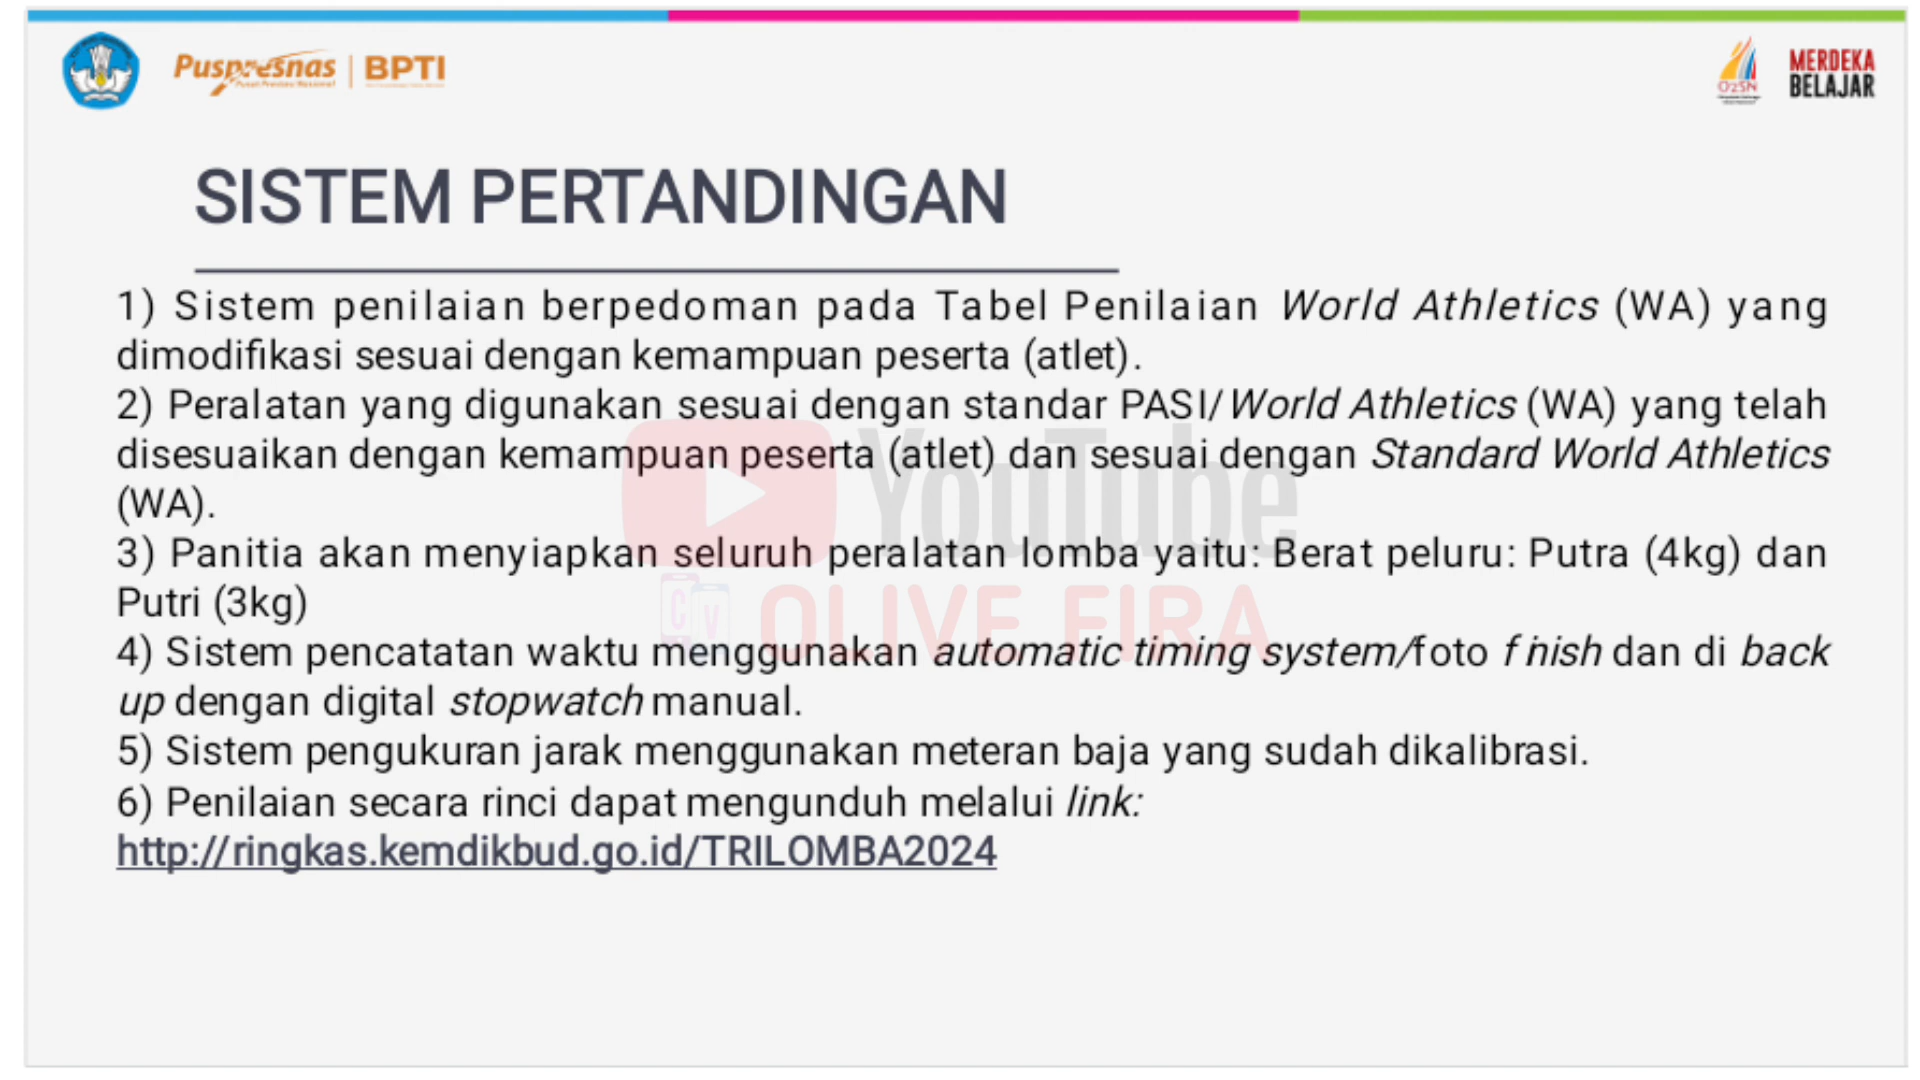 Puspresnas | BPTI
O2SN
MERDEKA
BELAJAR
SISTEM PERTANDINGAN
1) Sistem penilaian berpedoman pada Tabel Penilaian World Athletics (WA) yang
dimodifikasi sesuai dengan kemampuan peserta (atlet).
2) Peralatan yang digunakan sesuai dengan standar PASI/World Athletics (WA) yang telah
disesuaikan dengan kemampuan peserta (atlet) dan sesuai dengan Standard World Athletics
(WA).
3) Panitia akan menyiapkan seluruh peralatan lomba yaitu: Berat peluru: Putra (4kg) dan
Putri (3kg)
4) Sistem pencatatan waktu menggunakan automatic timing system/foto finish dan di back
up dengan digital stopwatch manual.
5) Sistem pengukuran jarak menggunakan meteran baja yang sudah dikalibrasi.
6) Penilaian secara rinci dapat mengunduh melalui link:
http://ringkas.kemdikbud.go.id/TRILOMBA2024
YouTube
CV OLIVE FIRA